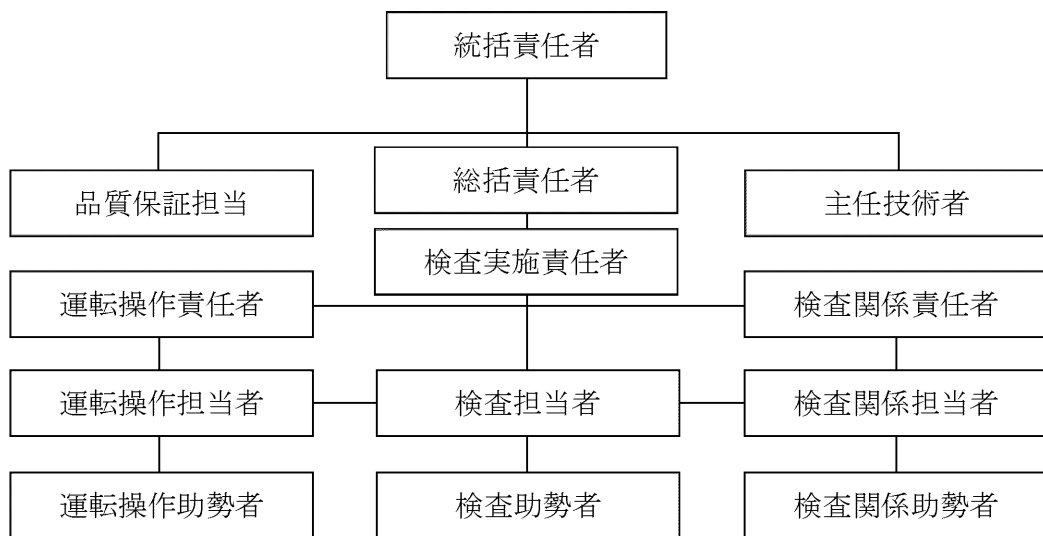 統括責任者
品質保証担当
総括責任者
主任技術者
検査実施責任者
運転操作責任者
検査関係責任者
運転操作担当者
検査担当者
検査関係担当者
運転操作助勢者
検査助勢者
検査関係助勢者